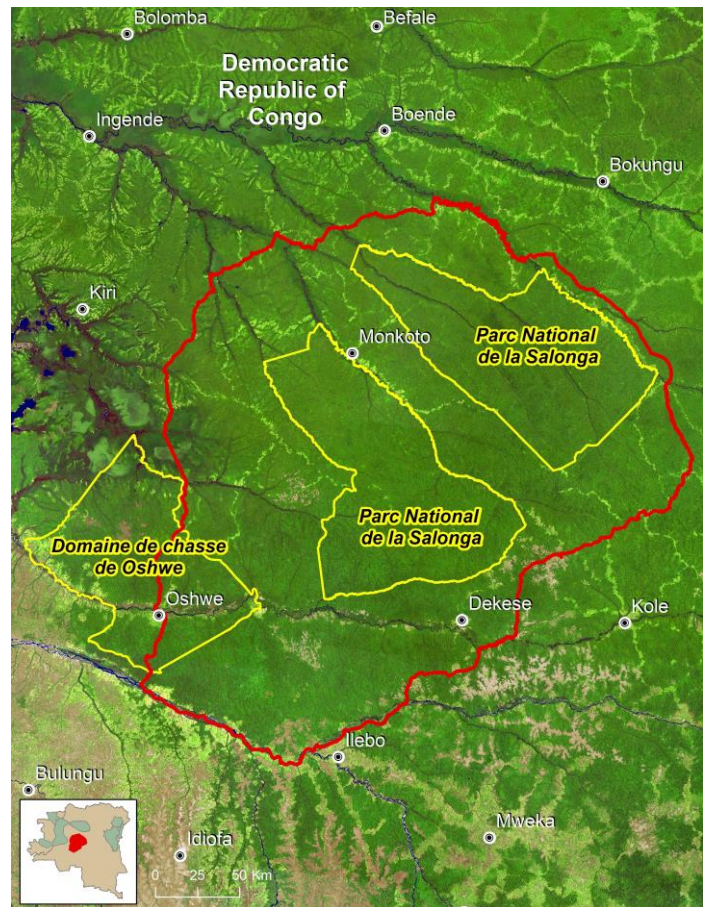 Bolomba
Befale
Democratic
Republic of
Congo
Ingende
Boende
Bokungu
Kiri
Monkoto
Parc National
de la Salonga
Parc National
de la Salonga
Domaine de chasse
de Oshwe
Oshwe
Dekese
Kole
Ilebo
Bulungu
Mweka
Idiofa
0 25 50 Km